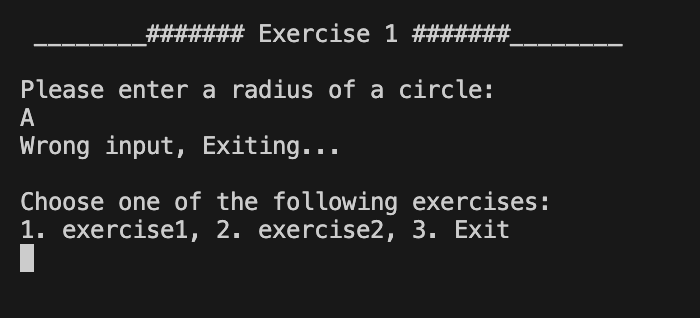 ________####### Exercise 1 #######________
Please enter a radius of a circle:
A
Wrong input, Exiting...
Choose one of the following exercises:
1. exercise1, 2. exercise2, 3. Exit